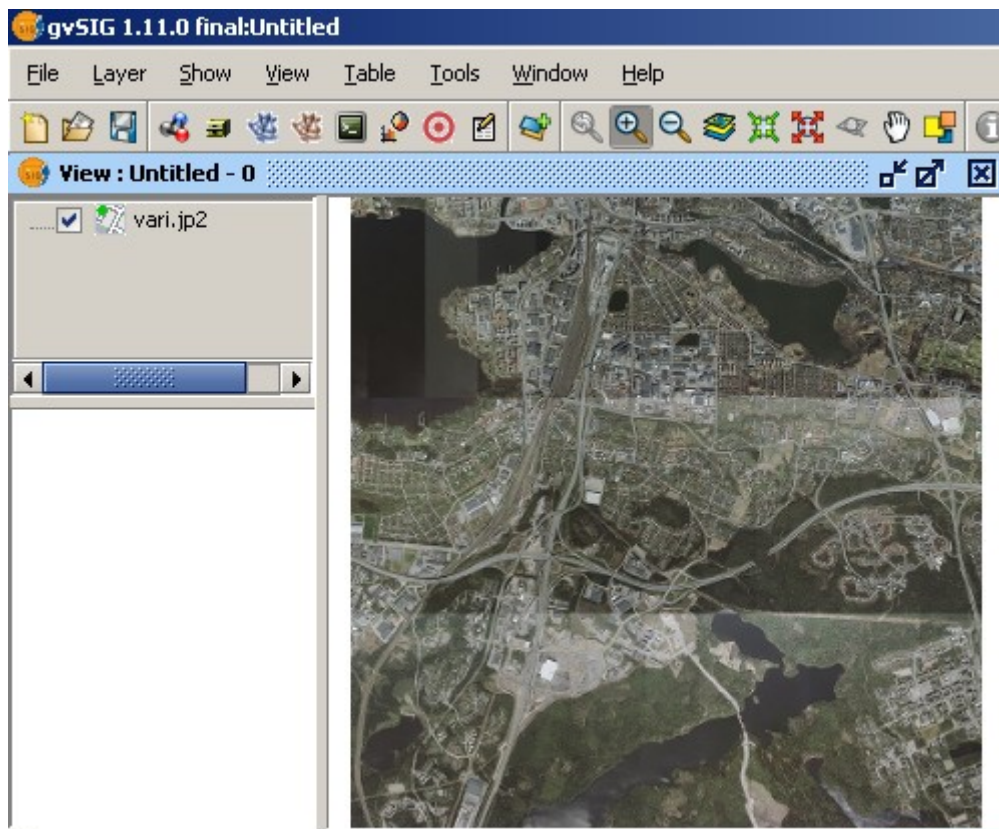 gvSIG 1.11.0 final:Untitled
File Layer Show View Table Tools Window Help
View : Untitled - 0
vari.jp2